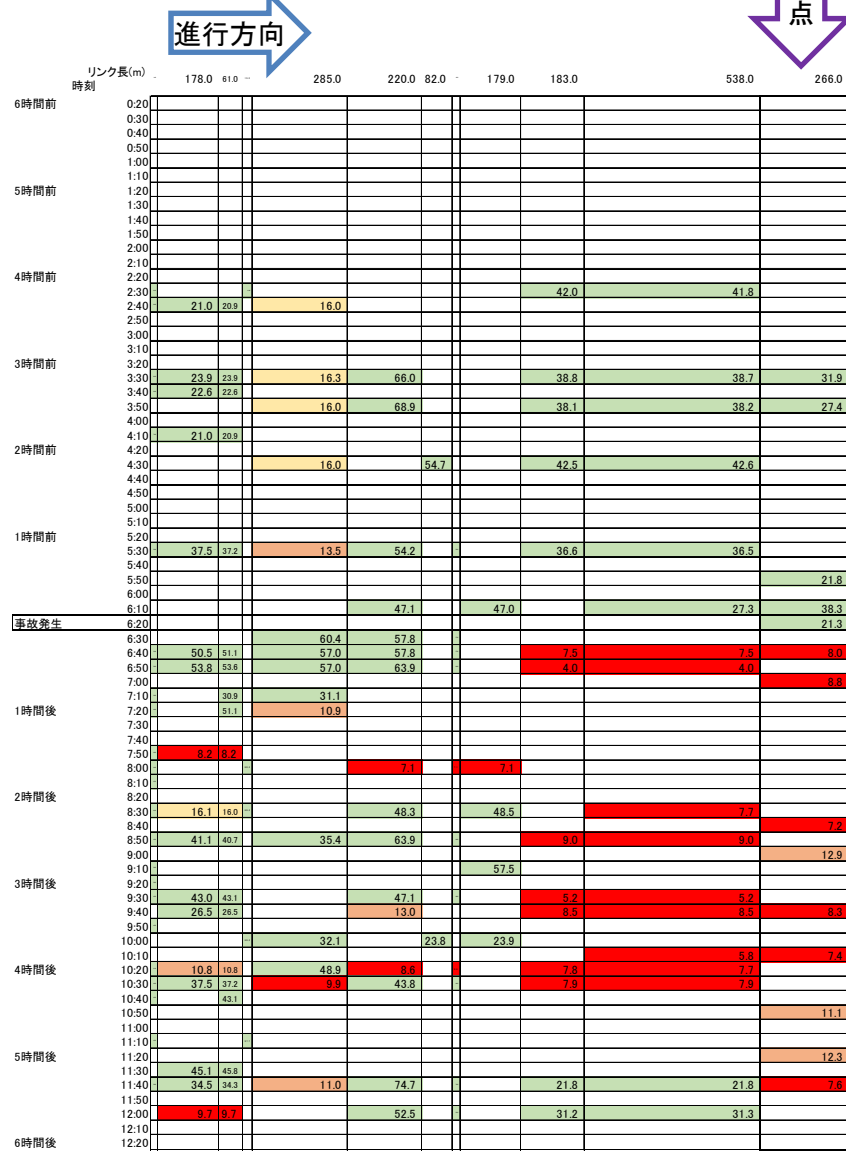 点
進行方向
リンク長(m) - 178.0 61.0 ... 285.0 220.0 82.0 - 179.0 183.0 538.0 266.0
時刻
6時間前 0:20
0:30
0:40
0:50
1:00
1:10
5時間前 1:20
1:30
1:40
1:50
2:00
2:10
4時間前 2:20
2:30 - - 42.0 41.8
2:40 - 21.0 20.9 16.0
2:50
3:00
3:10
3時間前 3:20
3:30 - 23.9 23.9 16.3 66.0 38.8 38.7 31.9
3:40 - 22.6 22.6
3:50 16.0 68.9 38.1 38.2 27.4
4:00
4:10 - 21.0 20.9
2時間前 4:20
4:30 16.0 54.7 42.5 42.6
4:40
4:50
5:00
5:10
1時間前 5:20
5:30 - 37.5 37.2 13.5 54.2 - 36.6 36.5
5:40
5:50 21.8
6:00
6:10 47.1 47.0 27.3 38.3
事故発生 6:20 21.3
6:30 60.4 57.8 -
6:40 - 50.5 51.1 57.0 57.8 - 7.5 7.5 8.0
6:50 - 53.8 53.6 57.0 63.9 - 4.0 4.0
7:00 8.8
7:10 - 30.9 31.1
1時間後 7:20 - 51.1 10.9
7:30
7:40
7:50 - 8.2 8.2
8:00 - ... 7.1 - 7.1
8:10 -
2時間後 8:20
8:30 - 16.1 16.0 ... 48.3 48.5 7.7
8:40 7.2
8:50 - 41.1 40.7 35.4 63.9 - 9.0 9.0
9:00 12.9
9:10 - 57.5
3時間後 9:20 -
9:30 - 43.0 43.1 47.1 - 5.2 5.2
9:40 - 26.5 26.5 13.0 8.5 8.5 8.3
9:50 -
10:00 ... 32.1 23.8 23.9
10:10 5.8 7.4
4時間後 10:20 - 10.8 10.8 48.9 8.6 - 7.8 7.7
10:30 - 37.5 37.2 9.9 43.8 - 7.9 7.9
10:40 - 43.1
10:50 11.1
11:00
11:10 - ...
5時間後 11:20 12.3
11:30 - 45.1 45.8
11:40 - 34.5 34.3 11.0 74.7 - 21.8 21.8 7.6
11:50
12:00 - 9.7 9.7 52.5 - 31.2 31.3
12:10
6時間後 12:20